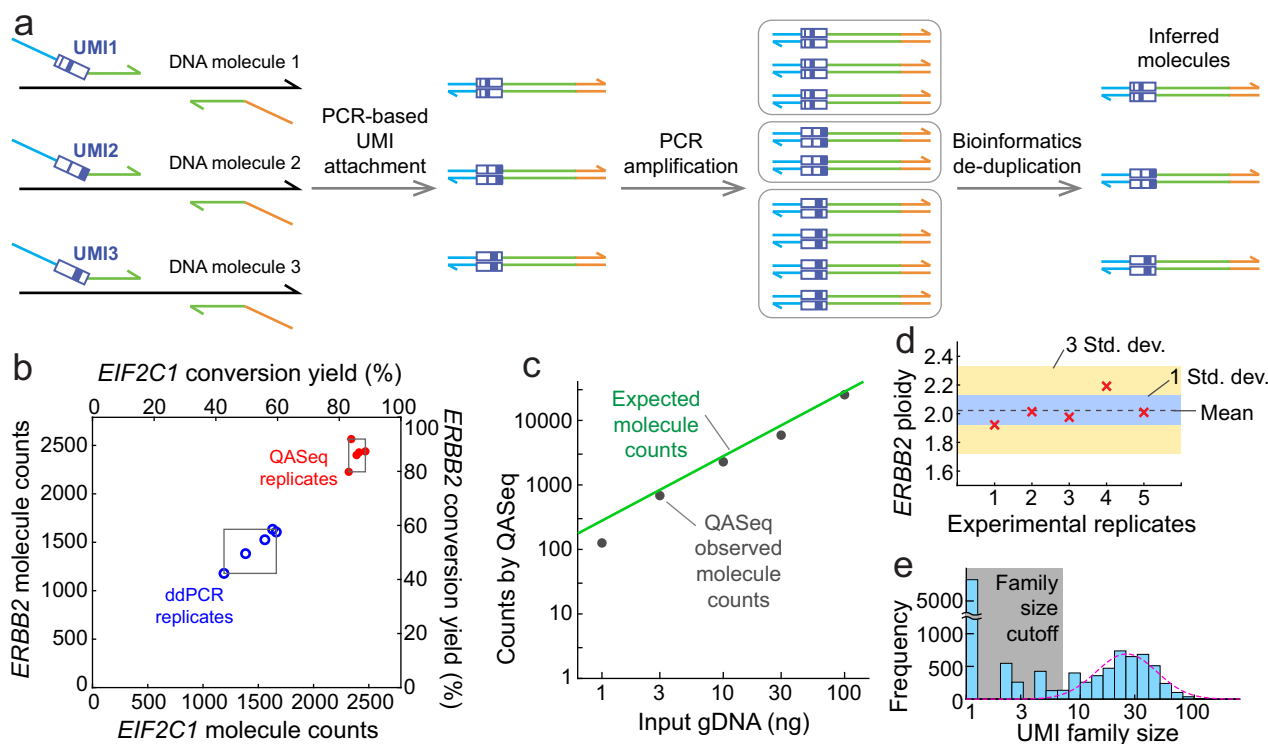 a
UMI1
DNA molecule 1
UMI2
DNA molecule 2
UMI3
DNA molecule 3
PCR-based
UMI
attachment
PCR
amplification
Bioinformatics
de-duplication
Inferred
molecules
b
EIF2C1 conversion yield (%)
0 20 40 60 80 100
ERBB2 molecule counts
2500
2000
1500
1000
500
0
QASeq
replicates
ddPCR
replicates
100
80
60
40
20
0
ERBB2 conversion yield (%)
0 500 1000 1500 2000 2500
EIF2C1 molecule counts
c
Counts by QASeq
10000
1000
100
10
1
Expected
molecule
counts
QASeq
observed
molecule
counts
1 3 10 30 100
Input gDNA (ng)
d
ERBB2 ploidy
2.4
2.2
2.0
1.8
1.6
3 Std. dev.
1 Std. dev.
Mean
1 2 3 4 5
Experimental replicates
e
Frequency
5000
1000
500
0
Family
size
cutoff
1 3 10 30 100
UMI family size